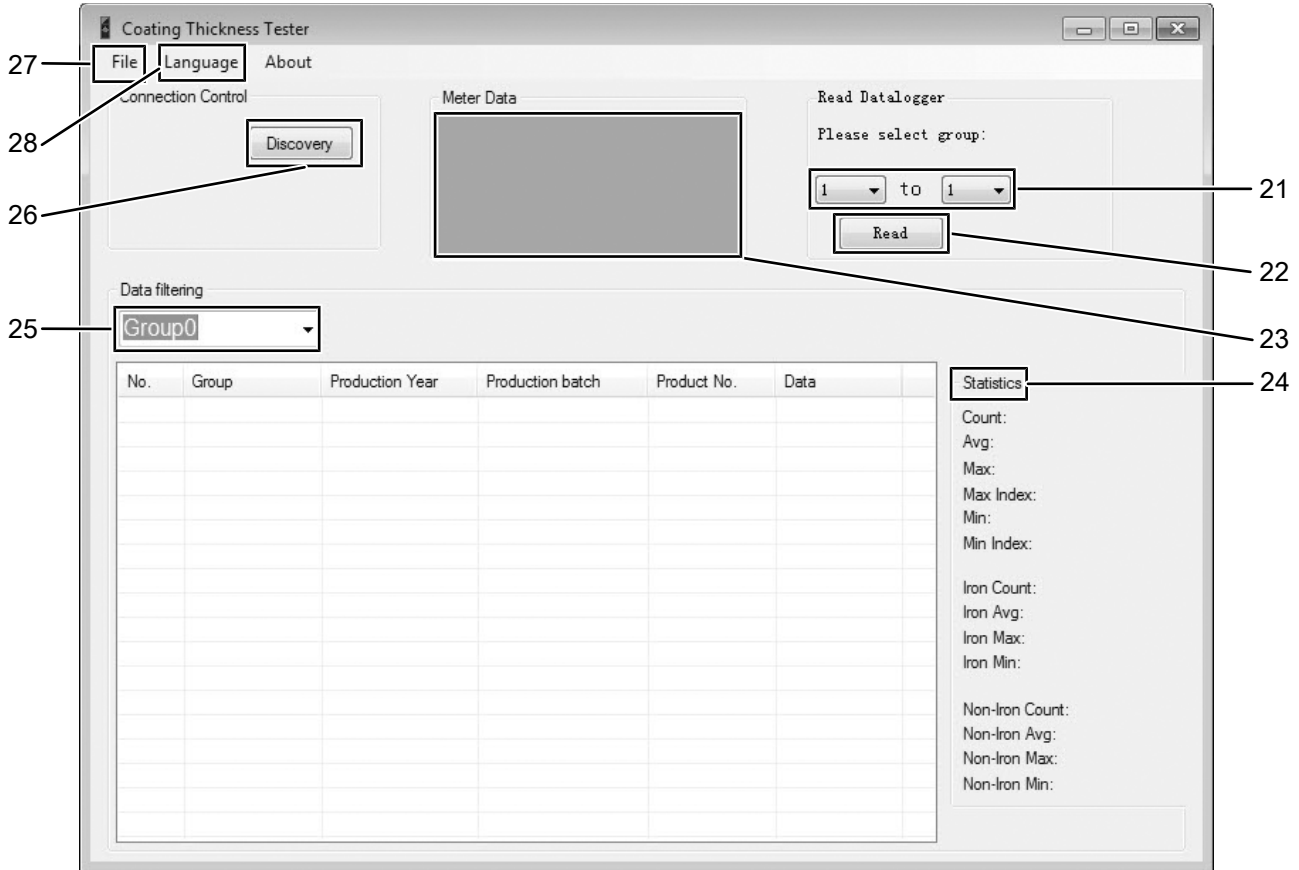 Coating Thickness Tester
27 File Language About
28
Connection Control
Discovery
26
Meter Data
Read Datalogger
Please select group:
1 to 1 21
Read 22
23
Data filtering
25 Group0
No. Group Production Year Production batch Product No. Data
Statistics 24
Count:
Avg:
Max:
Max Index:
Min:
Min Index:
Iron Count:
Iron Avg:
Iron Max:
Iron Min:
Non-Iron Count:
Non-Iron Avg:
Non-Iron Max:
Non-Iron Min: